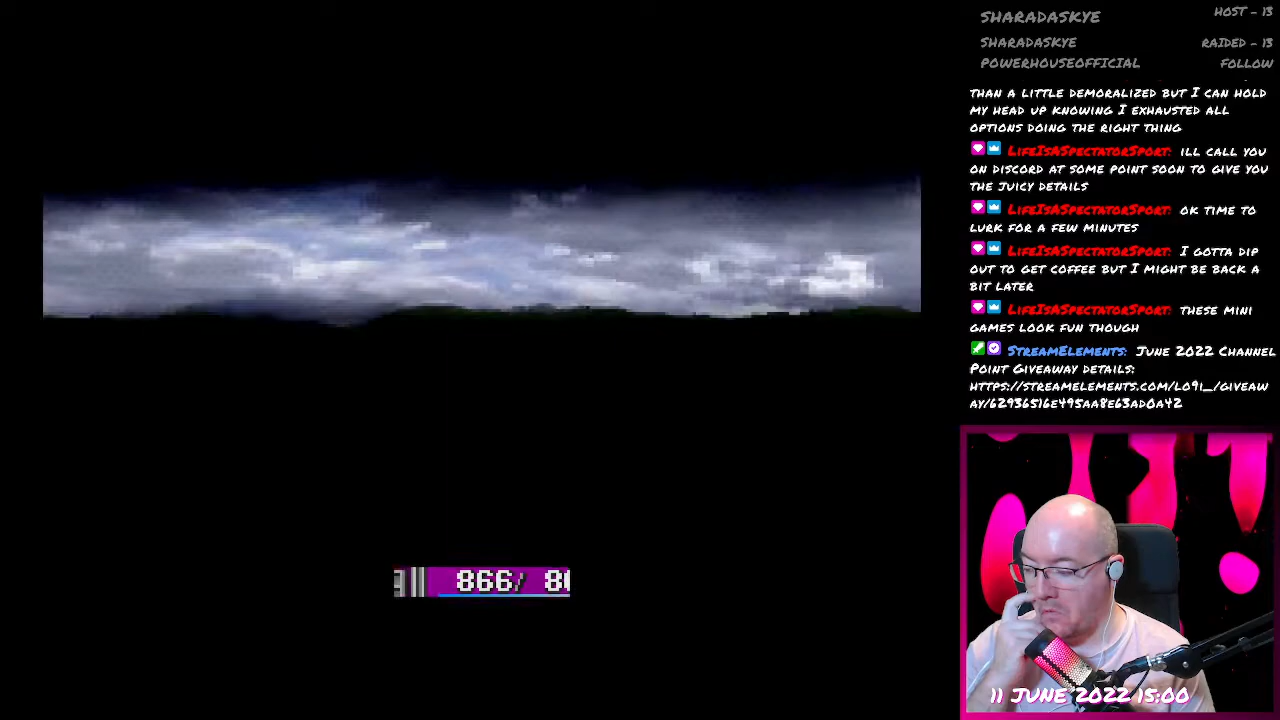 SHARADASKYE HOST - 13
SHARADASKYE RAIDED - 13
POWERHOUSEOFFICIAL FOLLOW
THAN A LITTLE DEMORALIZED BUT I CAN HOLD
MY HEAD UP KNOWING I EXHAUSTED ALL
OPTIONS DOING THE RIGHT THING
LIFEISASPECTATORSPORT: ILL CALL YOU
ON DISCORD AT SOME POINT SOON TO GIVE YOU
THE JUICY DETAILS
LIFEISASPECTATORSPORT: OK TIME TO
LURK FOR A FEW MINUTES
LIFEISASPECTATORSPORT: I GOTTA DIP
OUT TO GET COFFEE BUT I MIGHT BE BACK A
BIT LATER
LIFEISASPECTATORSPORT: THESE MINI
GAMES LOOK FUN THOUGH
STREAMELEMENTS: JUNE 2022 CHANNEL
POINT GIVEAWAY DETAILS:
HTTPS://STREAMELEMENTS.COM/LO9I_/GIVEAW
AY/62936516E495AA8E63AD0A42
866/
11 JUNE 2022 15:00